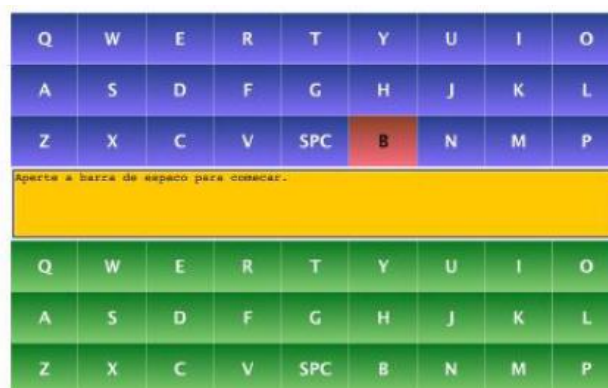 Q W E R T Y U I O
A S D F G H J K L
Z X C V SPC B N M P
Aperte a barra de espaco para comecar.
Q W E R T Y U I O
A S D F G H J K L
Z X C V SPC B N M P